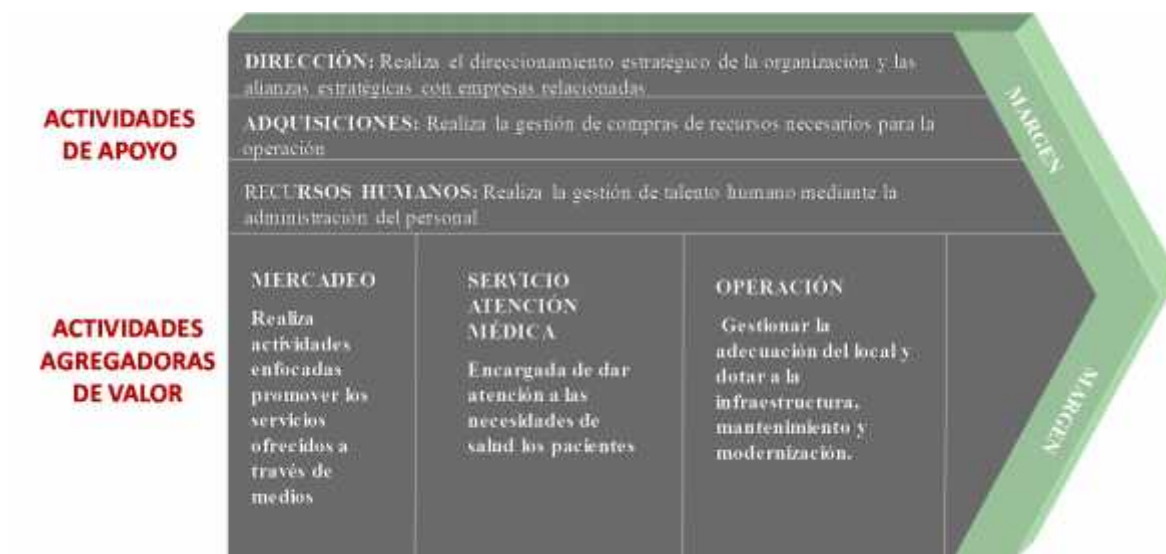 DIRECCIÓN: Realiza el direccionamiento estratégico de la organización y las
alianzas estratégicas con empresas relacionadas
ACTIVIDADES
DE APOYO
ADQUISICIONES: Realiza la gestión de compras de recursos necesarios para la
operación
RECURSOS HUMANOS: Realiza la gestión de talento humano mediante la
administración del personal
MARGEN
ACTIVIDADES
AGREGADORAS
DE VALOR
MERCADEO
Realiza
actividades
enfocadas
promover los
servicios
ofrecidos a
través de
medios
SERVICIO
ATENCIÓN
MÉDICA
Encargada de dar
atención a las
necesidades de
salud los pacientes
OPERACIÓN
Gestionar la
adecuación del local y
dotar a la
infraestructura,
mantenimiento y
modernización.
MARGEN